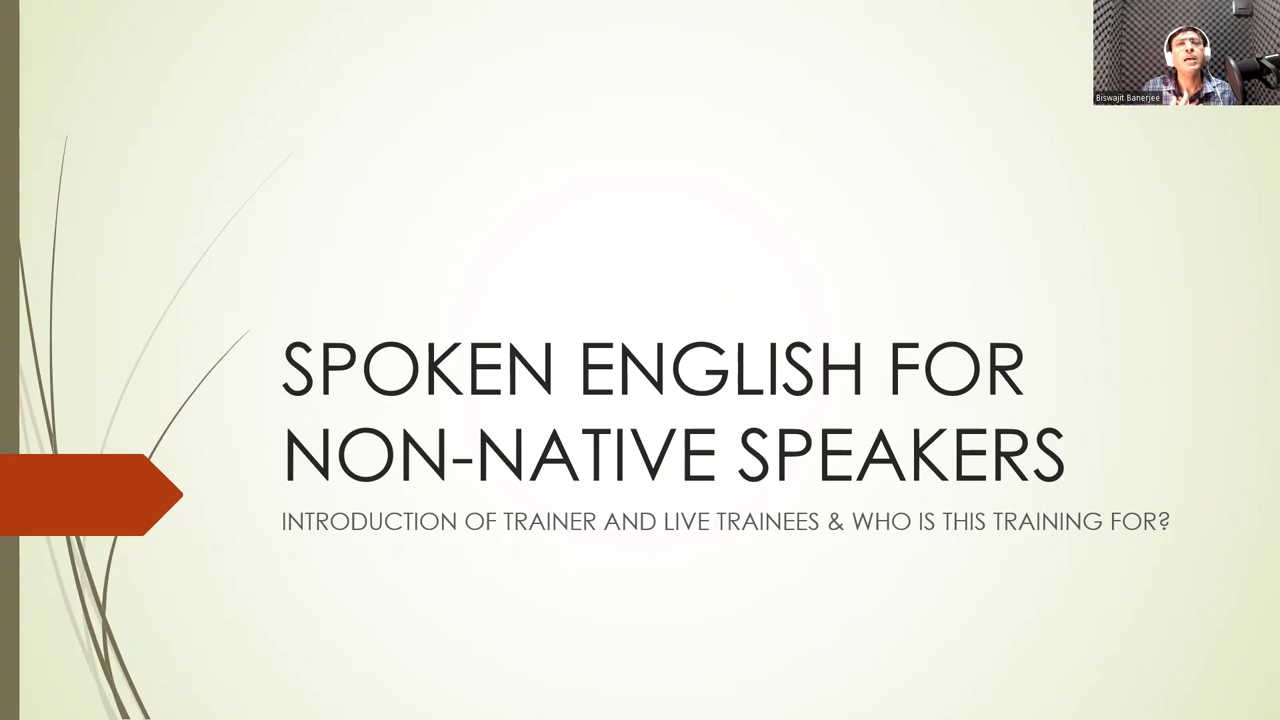 Biswajit Banerjee
SPOKEN ENGLISH FOR
NON-NATIVE SPEAKERS
INTRODUCTION OF TRAINER AND LIVE TRAINEES & WHO IS THIS TRAINING FOR?